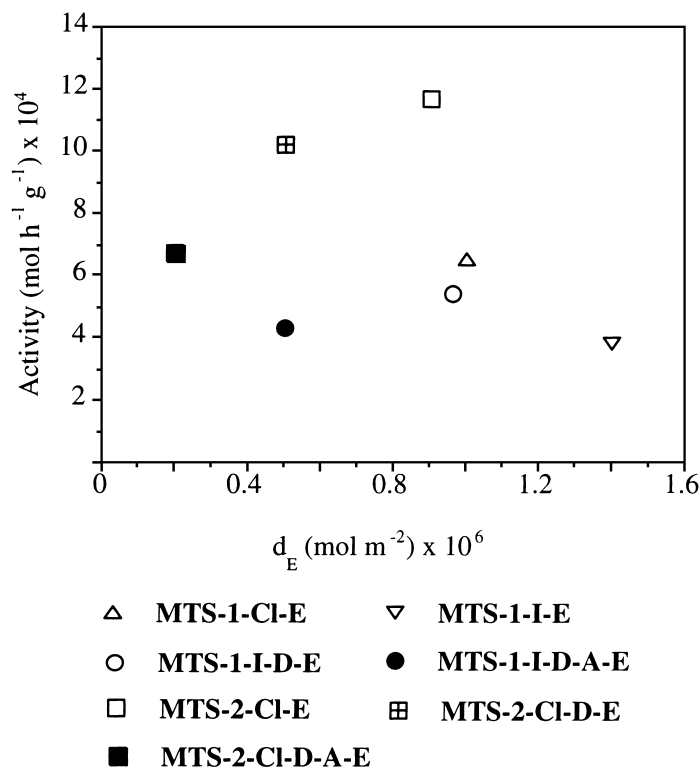 14
12
10
8
6
4
2
Activity (mol h⁻¹ g⁻¹) x 10⁴
0 0.4 0.8 1.2 1.6
d_E (mol m⁻²) x 10⁶
MTS-1-Cl-E MTS-1-I-E
MTS-1-I-D-E MTS-1-I-D-A-E
MTS-2-Cl-E MTS-2-Cl-D-E
MTS-2-Cl-D-A-E